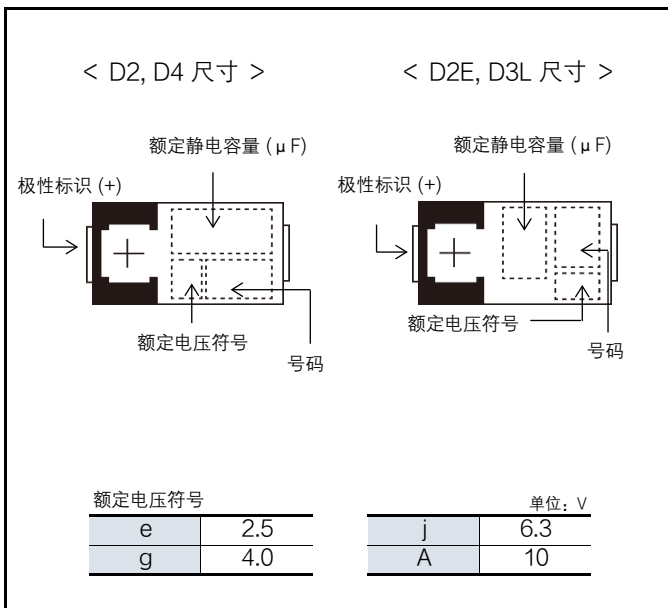 < D2, D4 尺寸 >
< D2E, D3L 尺寸 >
额定静电容量 (μF)
额定静电容量 (μF)
极性标识 (+)
极性标识 (+)
额定电压符号
号码
额定电压符号
号码
额定电压符号
单位：V
e 2.5 j 6.3
g 4.0 A 10